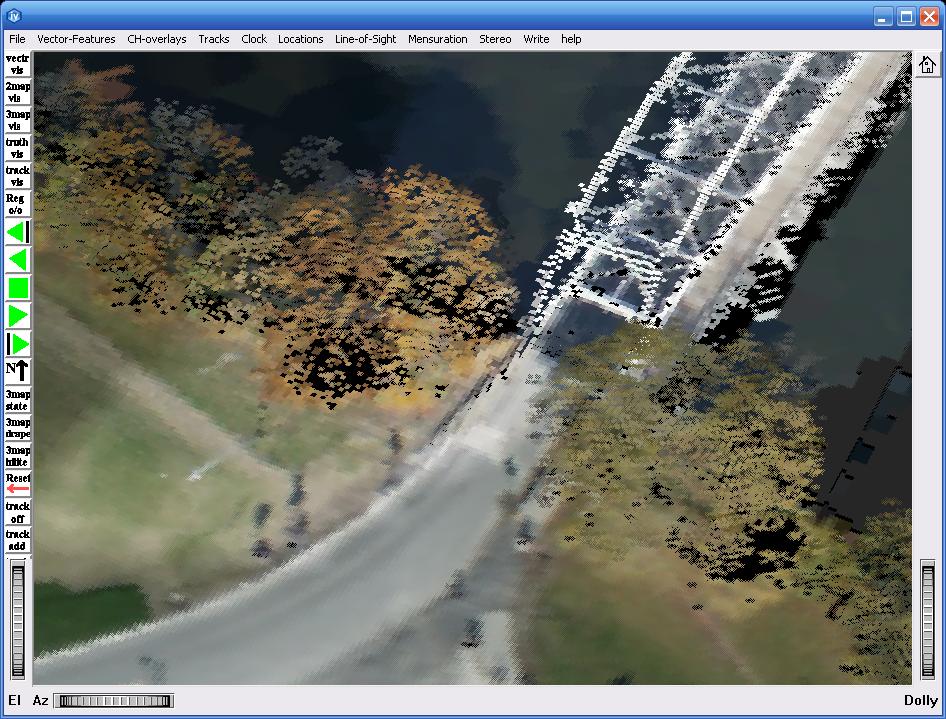 iv
File Vector-Features CH-overlays Tracks Clock Locations Line-of-Sight Mensuration Stereo Write help
vectr
vis
2map
vis
3map
vis
truth
vis
track
vis
Reg
o/o
N
3map
state
3map
drape
3map
hilite
Reset
track
off
track
add
El Az Dolly